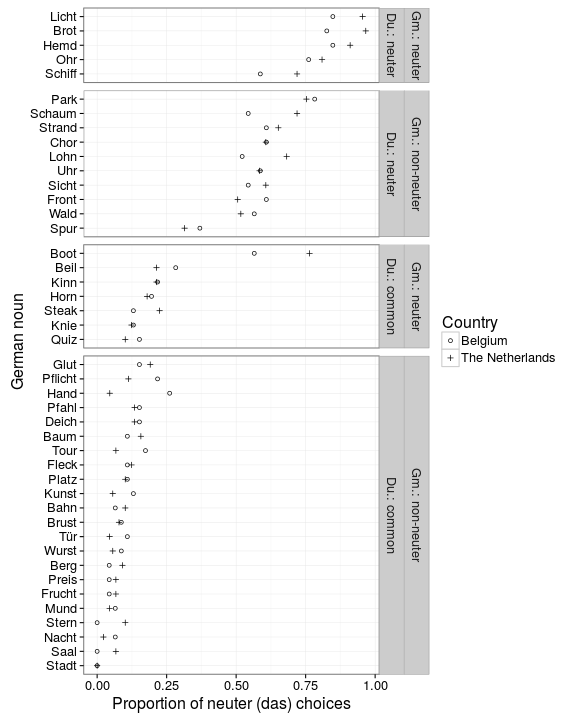 Licht
Brot
Hemd
Ohr
Schiff
Du.: neuter
Gm.: neuter
Park
Schaum
Strand
Chor
Lohn
Uhr
Sicht
Front
Wald
Spur
Du.: neuter
Gm.: non-neuter
Boot
Beil
Kinn
Horn
Steak
Knie
Quiz
Du.: common
Gm.: neuter
Glut
Pflicht
Hand
Pfahl
Deich
Baum
Tour
Fleck
Platz
Kunst
Bahn
Brust
Tür
Wurst
Berg
Preis
Frucht
Mund
Stern
Nacht
Saal
Stadt
Du.: common
Gm.: non-neuter
German noun
0.00 0.25 0.50 0.75 1.00
Proportion of neuter (das) choices
Country
Belgium
The Netherlands